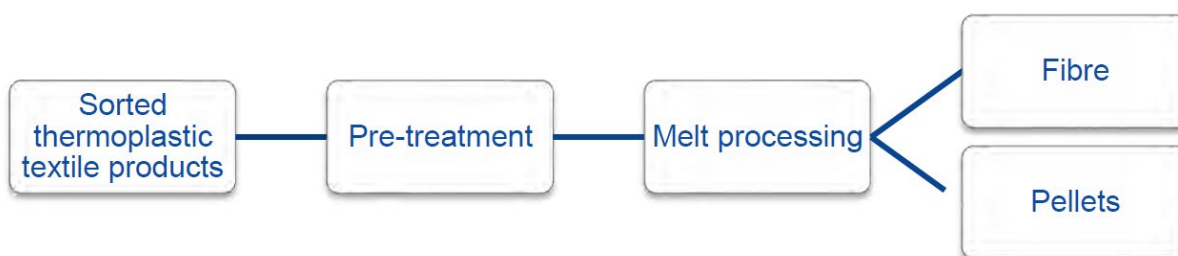 Sorted
thermoplastic
textile products
Pre-treatment
Melt processing
Fibre
Pellets